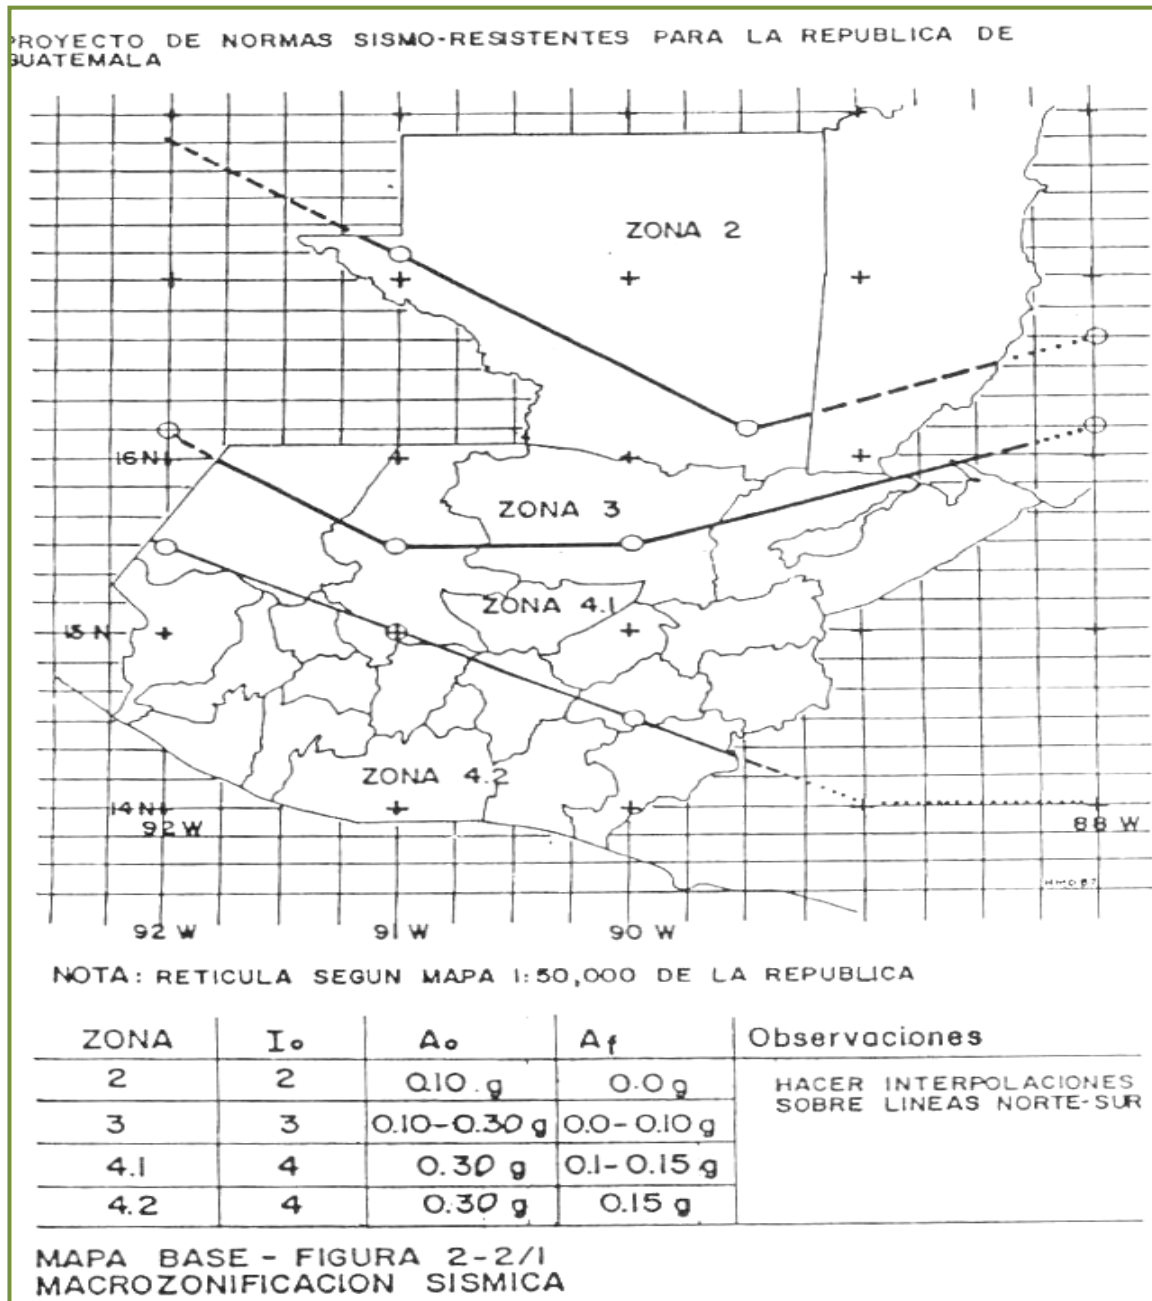 PROYECTO DE NORMAS SISMO-RESISTENTES PARA LA REPUBLICA DE
GUATEMALA
ZONA 2
16 N
ZONA 3
ZONA 4.1
15 N
ZONA 4.2
14 N
92 W
88 W
HMO 87
92 W 91 W 90 W
NOTA: RETICULA SEGUN MAPA 1:50,000 DE LA REPUBLICA
ZONA Io Ao Af Observaciones
2 2 0.10 g 0.0 g HACER INTERPOLACIONES
SOBRE LINEAS NORTE-SUR
3 3 0.10-0.30 g 0.0-0.10 g
4.1 4 0.30 g 0.1-0.15 g
4.2 4 0.30 g 0.15 g
MAPA BASE - FIGURA 2-2/1
MACROZONIFICACION SISMICA